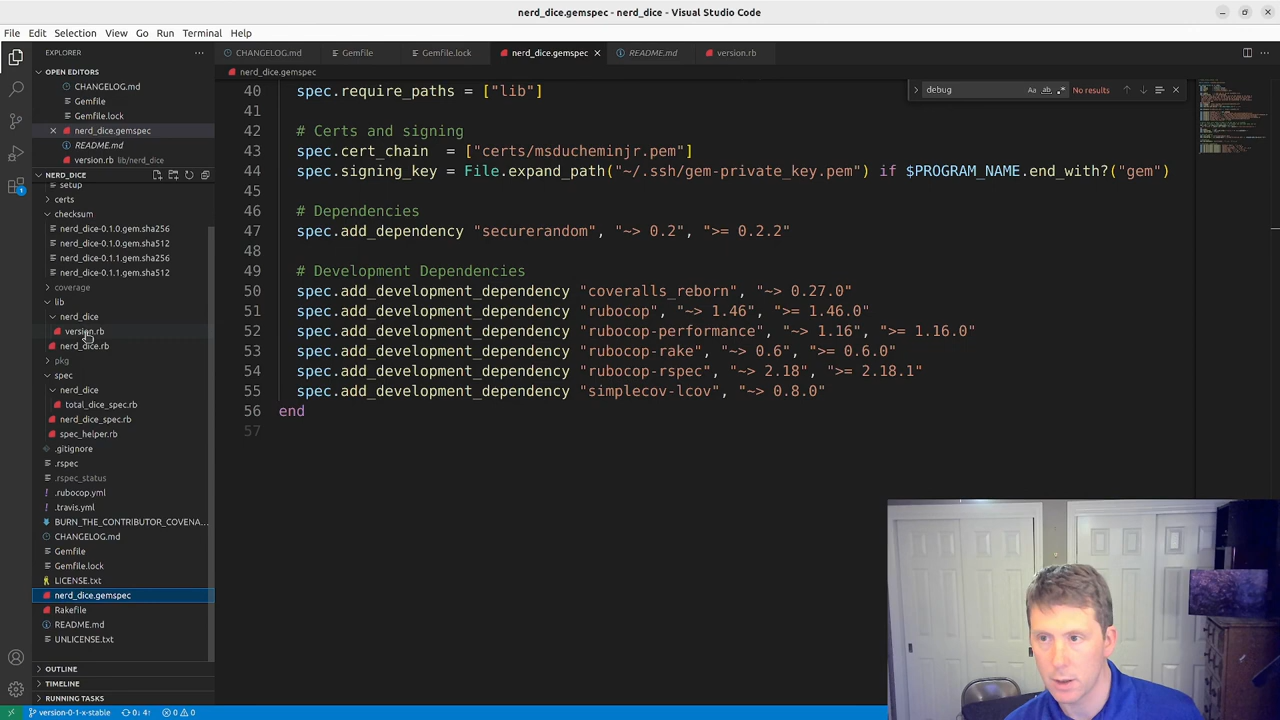 nerd_dice.gemspec - nerd_dice - Visual Studio Code
File Edit Selection View Go Run Terminal Help
EXPLORER
CHANGELOG.md Gemfile Gemfile.lock nerd_dice.gemspec README.md version.rb
OPEN EDITORS
CHANGELOG.md
Gemfile
Gemfile.lock
nerd_dice.gemspec
README.md
version.rb lib/nerd_dice
NERD_DICE
setup
certs
checksum
nerd_dice-0.1.0.gem.sha256
nerd_dice-0.1.0.gem.sha512
nerd_dice-0.1.1.gem.sha256
nerd_dice-0.1.1.gem.sha512
coverage
lib
nerd_dice
version.rb
nerd_dice.rb
pkg
spec
nerd_dice
total_dice_spec.rb
nerd_dice_spec.rb
spec_helper.rb
.gitignore
.rspec
.rspec_status
.rubocop.yml
.travis.yml
BURN_THE_CONTRIBUTOR_COVENA...
CHANGELOG.md
Gemfile
Gemfile.lock
LICENSE.txt
nerd_dice.gemspec
Rakefile
README.md
UNLICENSE.txt
OUTLINE
TIMELINE
RUNNING TASKS
nerd_dice.gemspec
debug Aa ab .* No results
40 spec.require_paths = ["lib"]
41
42 # Certs and signing
43 spec.cert_chain  = ["certs/msducheminjr.pem"]
44 spec.signing_key = File.expand_path("~/.ssh/gem-private_key.pem") if $PROGRAM_NAME.end_with?("gem")
45
46 # Dependencies
47 spec.add_dependency "securerandom", "~> 0.2", ">= 0.2.2"
48
49 # Development Dependencies
50 spec.add_development_dependency "coveralls_reborn", "~> 0.27.0"
51 spec.add_development_dependency "rubocop", "~> 1.46", ">= 1.46.0"
52 spec.add_development_dependency "rubocop-performance", "~> 1.16", ">= 1.16.0"
53 spec.add_development_dependency "rubocop-rake", "~> 0.6", ">= 0.6.0"
54 spec.add_development_dependency "rubocop-rspec", "~> 2.18", ">= 2.18.1"
55 spec.add_development_dependency "simplecov-lcov", "~> 0.8.0"
56 end
57
version-0-1-x-stable 0↓ 4↑ 0 0